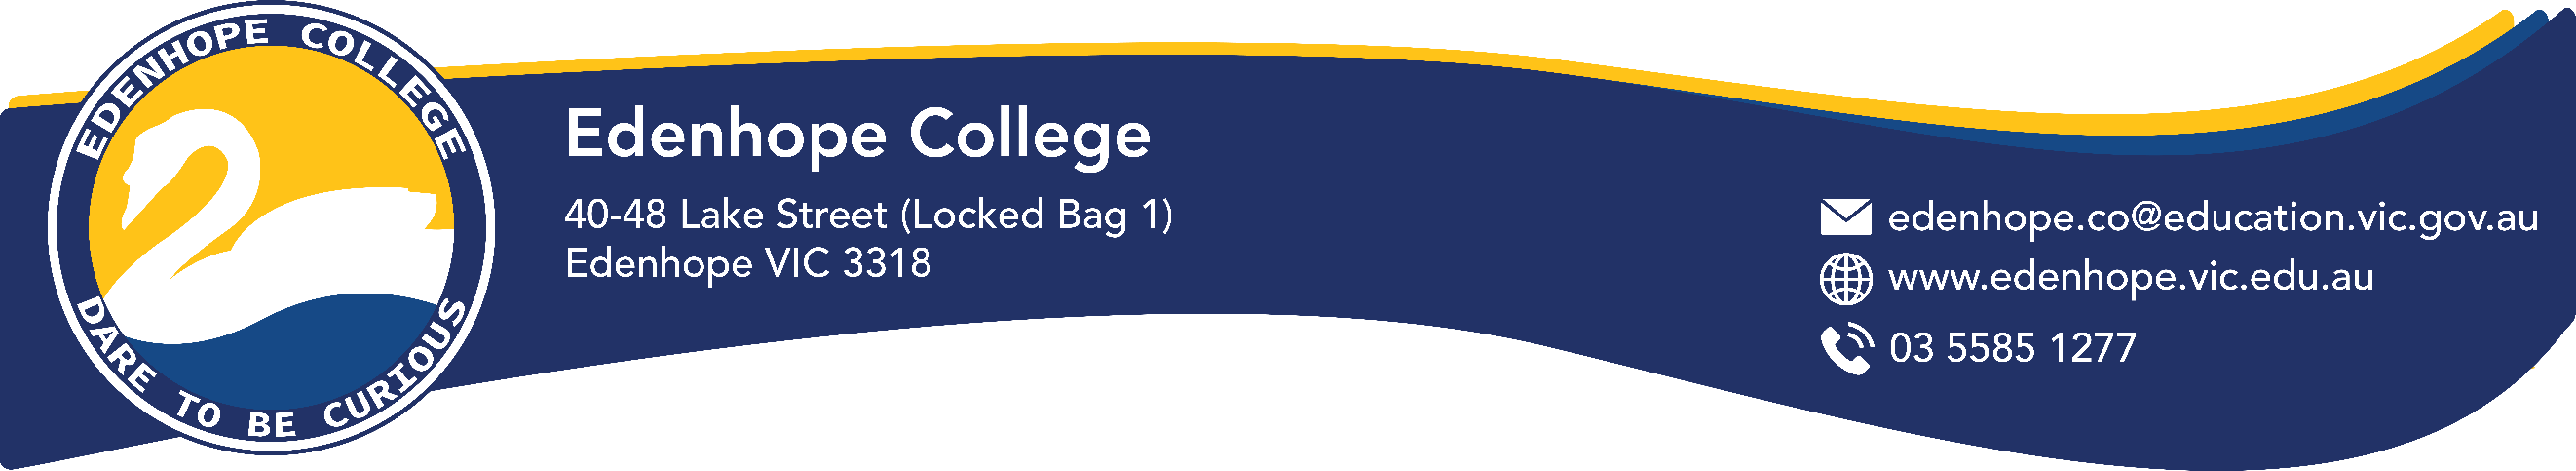 EDENHOPE COLLEGE
DARE TO BE CURIOUS
Edenhope College
40-48 Lake Street (Locked Bag 1)
Edenhope VIC 3318
edenhope.co@education.vic.gov.au
www.edenhope.vic.edu.au
03 5585 1277